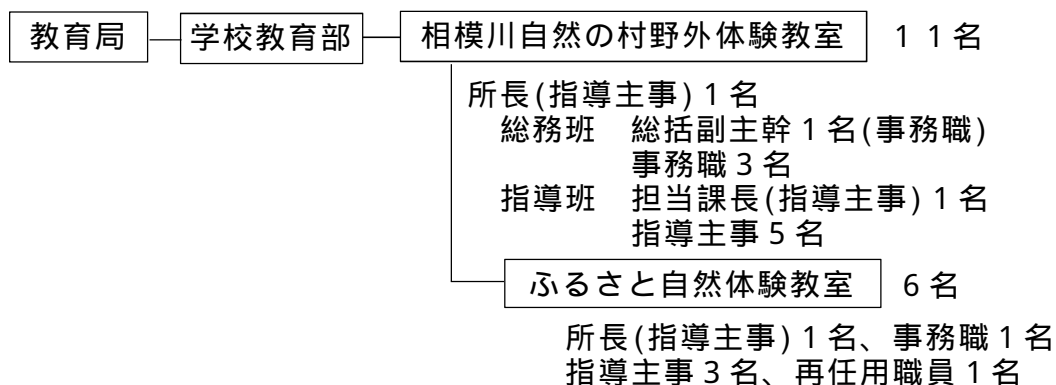 教育局 学校教育部 相模川自然の村野外体験教室 11名
所長(指導主事)1名
総務班 総括副主幹1名(事務職)
事務職3名
指導班 担当課長(指導主事)1名
指導主事5名
ふるさと自然体験教室 6名
所長(指導主事)1名、事務職1名
指導主事3名、再任用職員1名